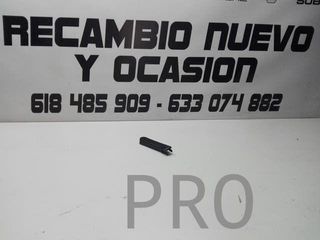 RECAMBIO NUEVO
Y OCASION
618 485 909 - 633 074 882
PRO